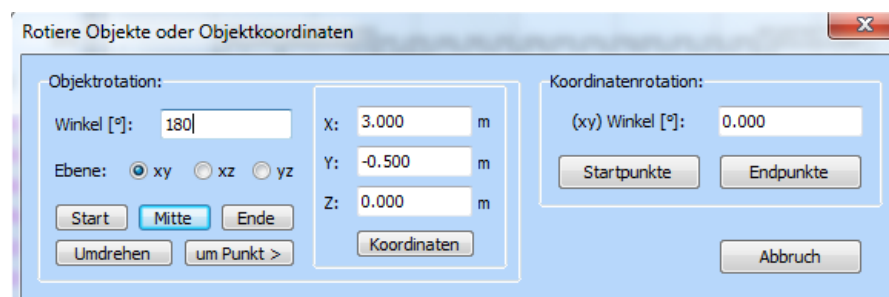 Rotiere Objekte oder Objektkoordinaten
Objektrotation:
Winkel [°]: 180
Ebene: xy xz yz
Start Mitte Ende
Umdrehen um Punkt >
X: 3.000 m
Y: -0.500 m
Z: 0.000 m
Koordinaten
Koordinatenrotation:
(xy) Winkel [°]: 0.000
Startpunkte Endpunkte
Abbruch